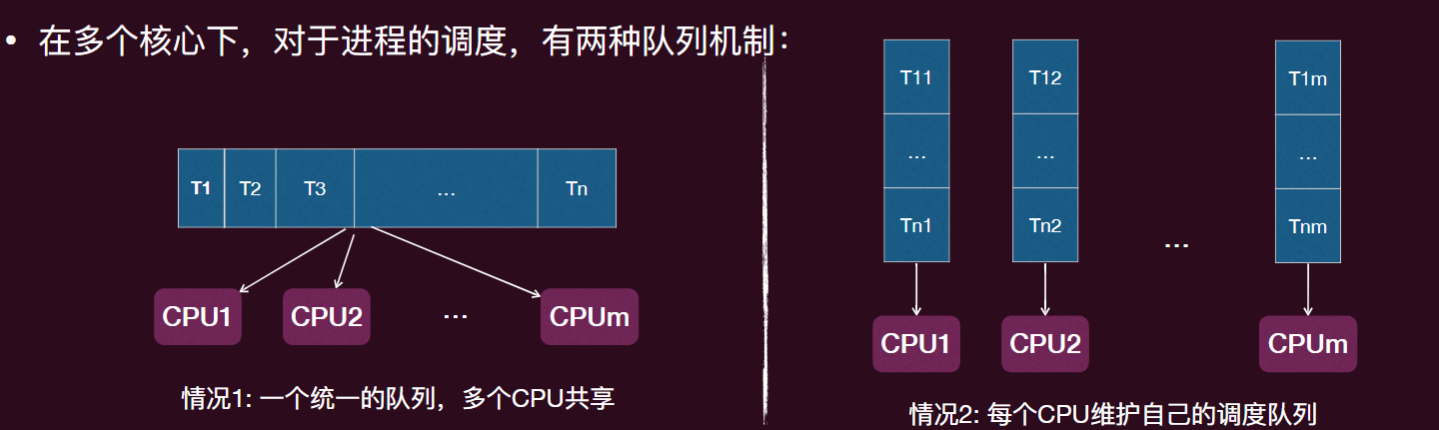 • 在多个核心下，对于进程的调度，有两种队列机制：
T1 T2 T3 ... Tn
CPU1 CPU2 ... CPUm
情况1: 一个统一的队列，多个CPU共享
T11 T12 T1m
... ... ...
Tn1 Tn2 ... Tnm
CPU1 CPU2 CPUm
情况2: 每个CPU维护自己的调度队列